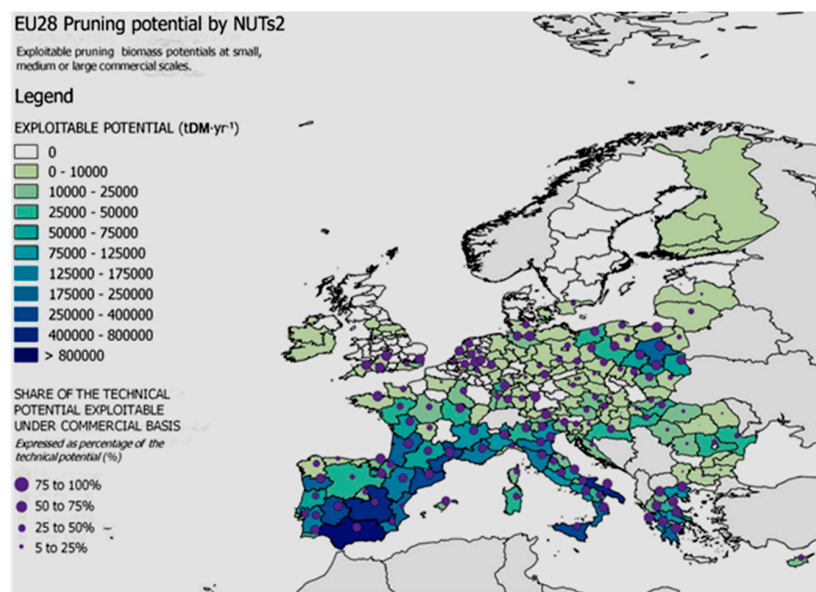 EU28 Pruning potential by NUTs2
Exploitable pruning biomass potentials at small,
medium or large commercial scales.
Legend
EXPLOITABLE POTENTIAL (tDM·yr⁻¹)
0
0 - 10000
10000 - 25000
25000 - 50000
50000 - 75000
75000 - 125000
125000 - 175000
175000 - 250000
250000 - 400000
400000 - 800000
> 800000
SHARE OF THE TECHNICAL
POTENTIAL EXPLOITABLE
UNDER COMMERCIAL BASIS
Expressed as percentage of the
technical potential (%)
75 to 100%
50 to 75%
25 to 50%
5 to 25%